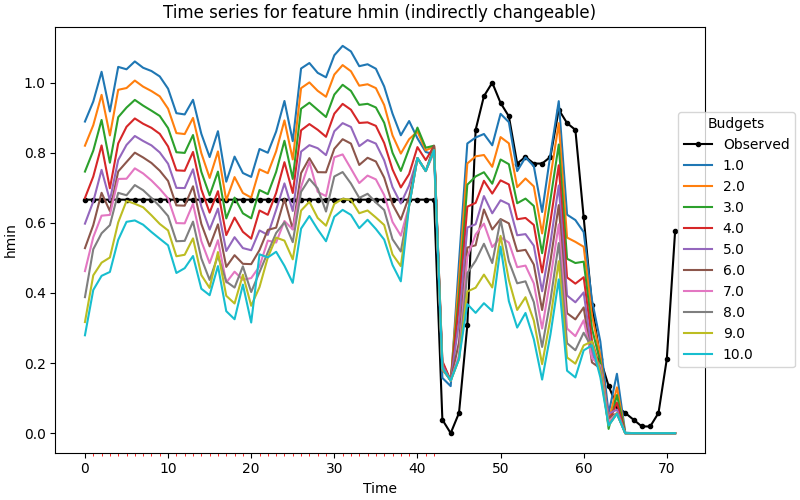 Time series for feature hmin (indirectly changeable)
hmin
1.0
0.8
0.6
0.4
0.2
0.0
0 10 20 30 40 50 60 70
Time
Budgets
Observed
1.0
2.0
3.0
4.0
5.0
6.0
7.0
8.0
9.0
10.0